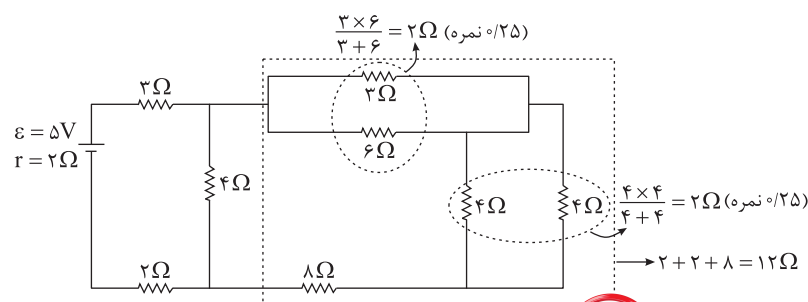 ۳×۶ / ۳+۶ = ۲Ω (۰/۲۵ نمره)
۳Ω
۳Ω
۶Ω
ε = ۵V
r = ۲Ω
۴Ω
۴Ω
۴Ω
۴×۴ / ۴+۴ = ۲Ω (۰/۲۵ نمره)
۲+۲+۸ = ۱۲Ω
۲Ω
۸Ω